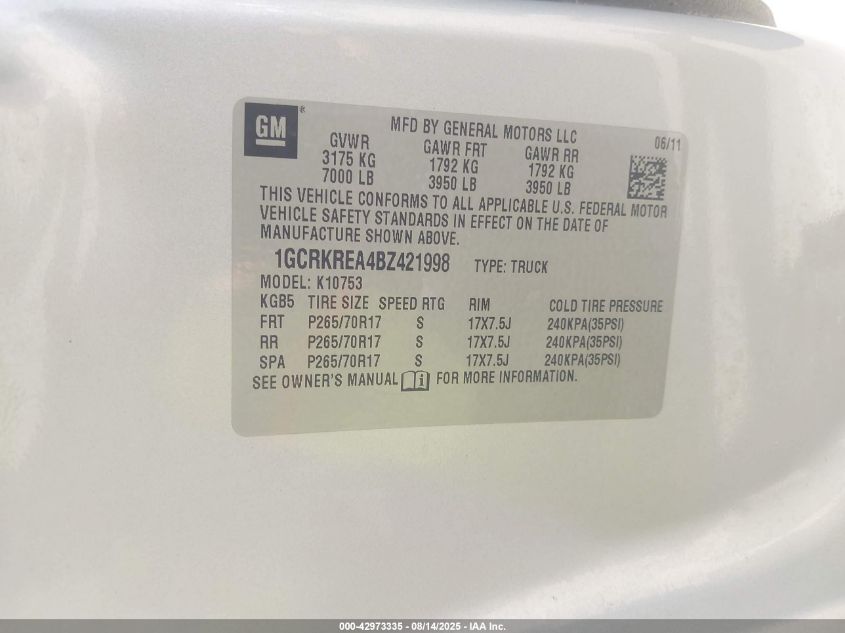 GM
MFD BY GENERAL MOTORS LLC
06/11
GVWR GAWR FRT GAWR RR
3175 KG 1792 KG 1792 KG
7000 LB 3950 LB 3950 LB
THIS VEHICLE CONFORMS TO ALL APPLICABLE U.S. FEDERAL MOTOR
VEHICLE SAFETY STANDARDS IN EFFECT ON THE DATE OF
MANUFACTURE SHOWN ABOVE.
1GCRKREA4BZ421998 TYPE: TRUCK
MODEL: K10753
KGB5 TIRE SIZE SPEED RTG RIM COLD TIRE PRESSURE
FRT P265/70R17 S 17X7.5J 240KPA(35PSI)
RR P265/70R17 S 17X7.5J 240KPA(35PSI)
SPA P265/70R17 S 17X7.5J 240KPA(35PSI)
SEE OWNER'S MANUAL FOR MORE INFORMATION.
000-42973335 - 08/14/2025 - IAA Inc.